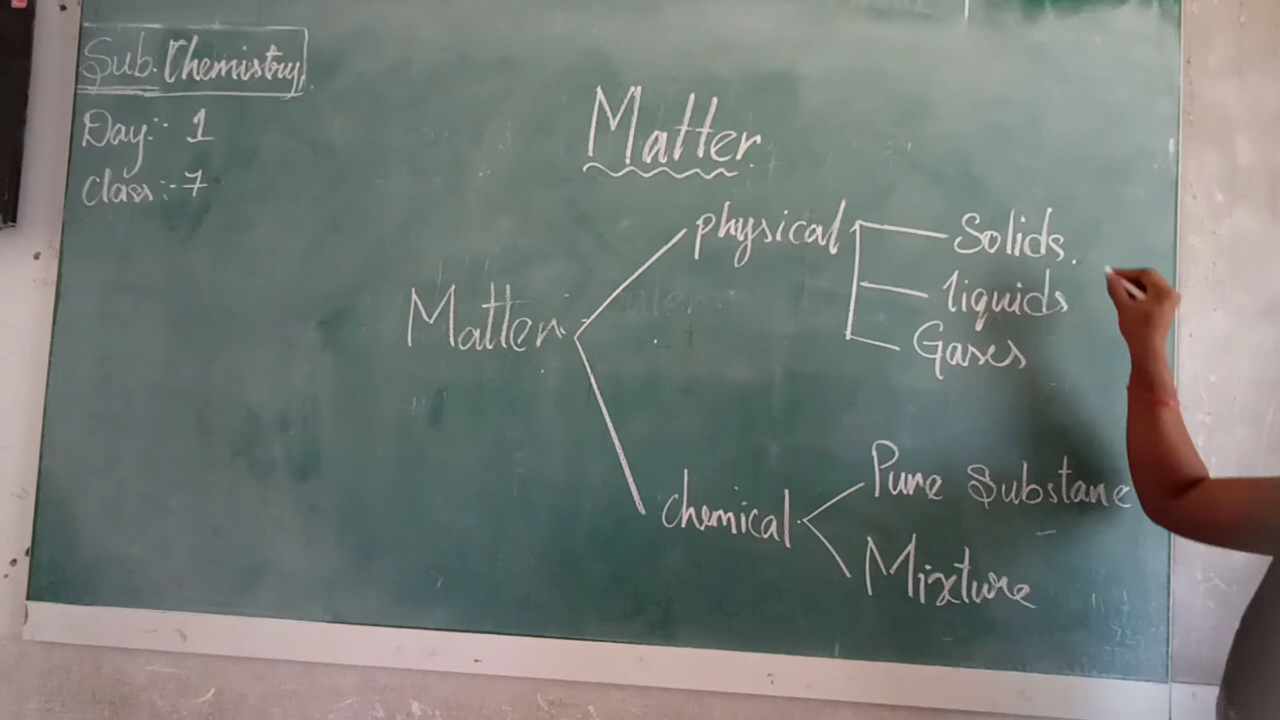 Sub. Chemistry.
Day:- 1
Class:-7
Matter
physical
Solids.
liquids
Gases
Matter
chemical
Pure Substane
Mixture